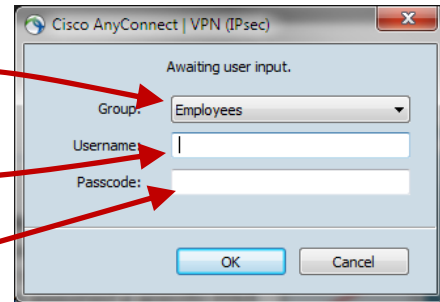 Cisco AnyConnect | VPN (IPsec)
Awaiting user input.
Group: Employees
Username:
Passcode:
OK Cancel